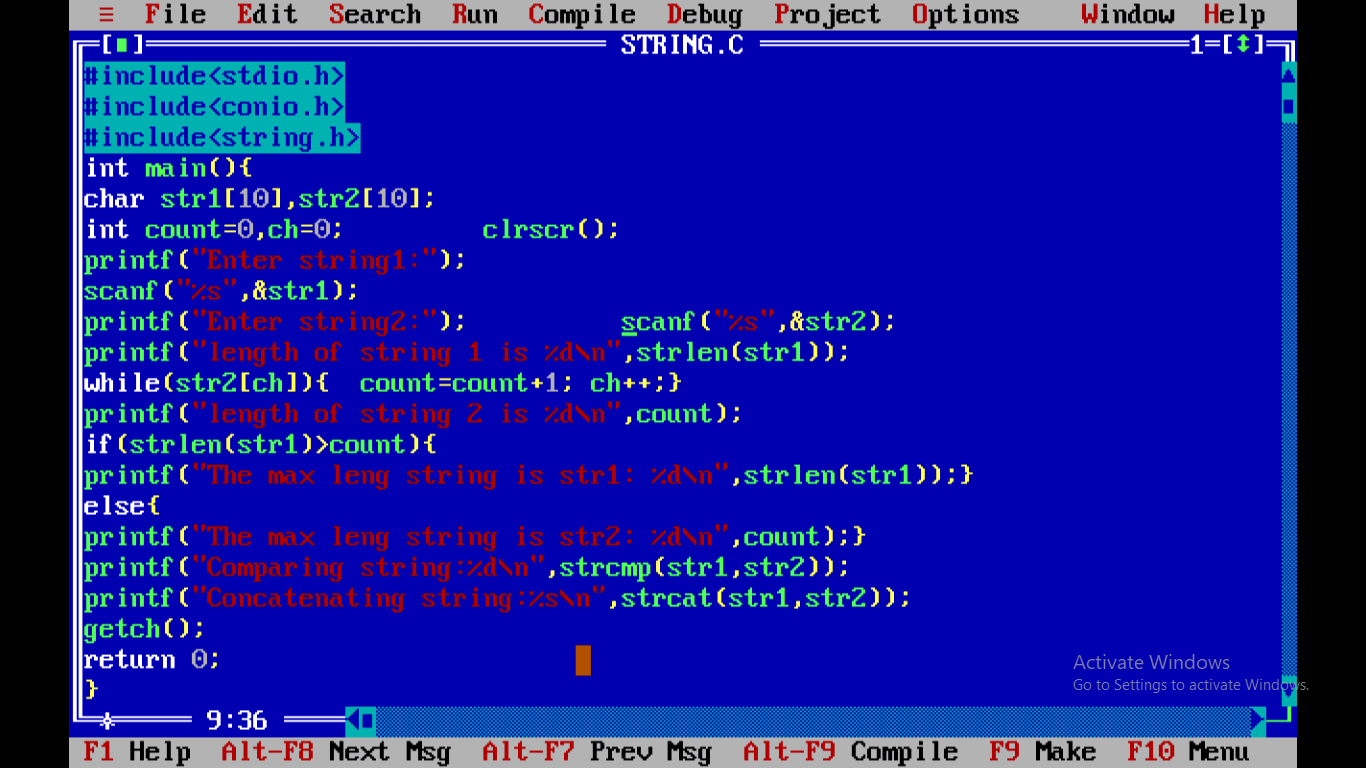 ≡ File Edit Search Run Compile Debug Project Options Window Help
[■] STRING.C 1=[↕]
#include<stdio.h>
#include<conio.h>
#include<string.h>
int main(){
char str1[10],str2[10];
int count=0,ch=0; clrscr();
printf("Enter string1:");
scanf("%s",&str1);
printf("Enter string2:"); scanf("%s",&str2);
printf("length of string 1 is %d\n",strlen(str1));
while(str2[ch]){ count=count+1; ch++;}
printf("length of string 2 is %d\n",count);
if(strlen(str1)>count){
printf("The max leng string is str1: %d\n",strlen(str1));}
else{
printf("The max leng string is str2: %d\n",count);}
printf("Comparing string:%d\n",strcmp(str1,str2));
printf("Concatenating string:%s\n",strcat(str1,str2));
getch();
return 0;
}
Activate Windows
Go to Settings to activate Windows.
9:36
F1 Help Alt-F8 Next Msg Alt-F7 Prev Msg Alt-F9 Compile F9 Make F10 Menu